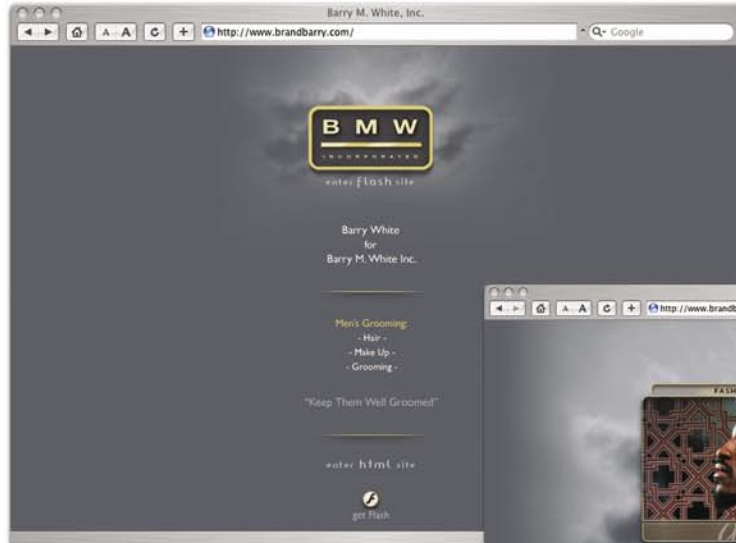 Barry M. White, Inc.
A A
http://www.brandbarry.com/
Google
BMW
INCORPORATED
enter flash site
Barry White
for
Barry M. White Inc.
Men's Grooming:
- Hair -
- Make Up -
- Grooming -
"Keep Them Well Groomed"
enter html site
get Flash
A A
http://www.brandb
FASH